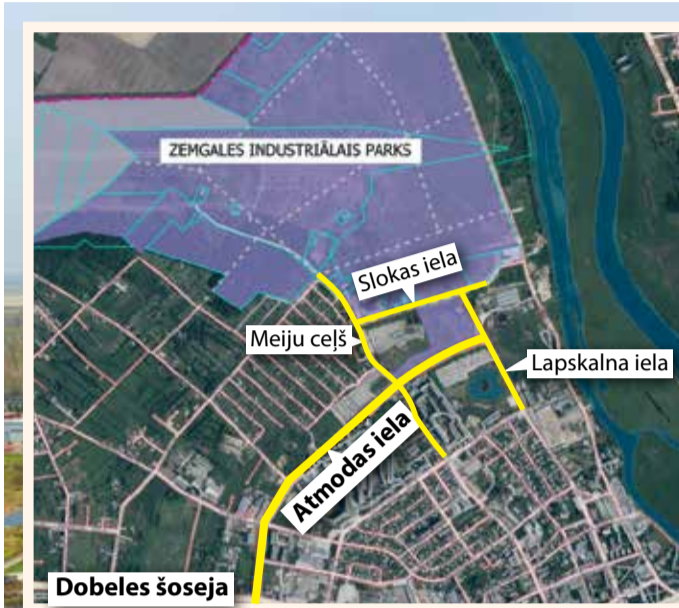 ZEMGALES INDUSTRIĀLAIS PARKS
Slokas iela
Meiju ceļš
Lapskalna iela
Atmodas iela
Dobeles šoseja